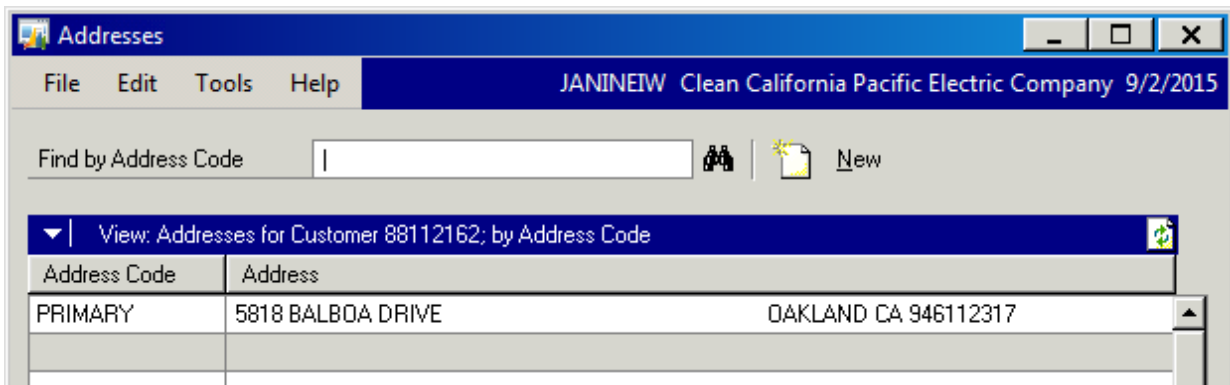 Addresses
File Edit Tools Help JANINEIW Clean California Pacific Electric Company 9/2/2015
Find by Address Code New
View: Addresses for Customer 88112162; by Address Code
Address Code Address
PRIMARY 5818 BALBOA DRIVE OAKLAND CA 946112317